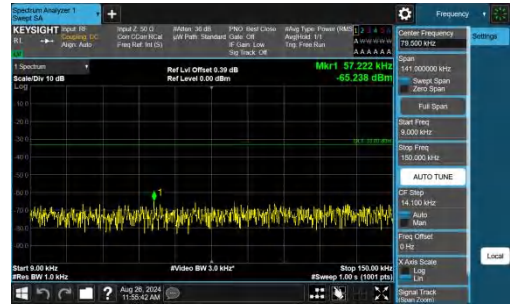 Spectrum Analyzer 1
Swept SA
Frequency
KEYSIGHT Input: RF
Coupling: DC
Align: Auto
Input Z: 50 Ω
Corr CCorr RCal
Freq Ref: Int (S)
#Atten: 30 dB
µW Path: Standard
PNO: Best Close
Gate: Off
IF Gain: Low
Sig Track: Off
#Avg Type: Power (RMS
Avg|Hold: 1/1
Trig: Free Run
1 2 3 4 5 6
A W W W W W
A A A A A A
1 Spectrum
Scale/Div 10 dB
Ref Lvl Offset 0.39 dB
Ref Level 0.00 dBm
Mkr1 57.222 kHz
-65.238 dBm
Log
-10.0
-20.0
-30.0
-40.0
-50.0
-60.0
-70.0
-80.0
-90.0
1
Start 9.00 kHz
#Res BW 1.0 kHz
#Video BW 3.0 kHz*
Stop 150.00 kHz
#Sweep 1.00 s (1001 pts)
Aug 26, 2024
11:55:42 AM
Center Frequency
79.500 kHz
Settings
Span
141.000000 kHz
Swept Span
Zero Span
Full Span
Start Freq
9.000 kHz
Stop Freq
150.000 kHz
AUTO TUNE
CF Step
14.100 kHz
Auto
Man
Freq Offset
0 Hz
X Axis Scale
Log
Lin
Signal Track
(Span Zoom)
Local